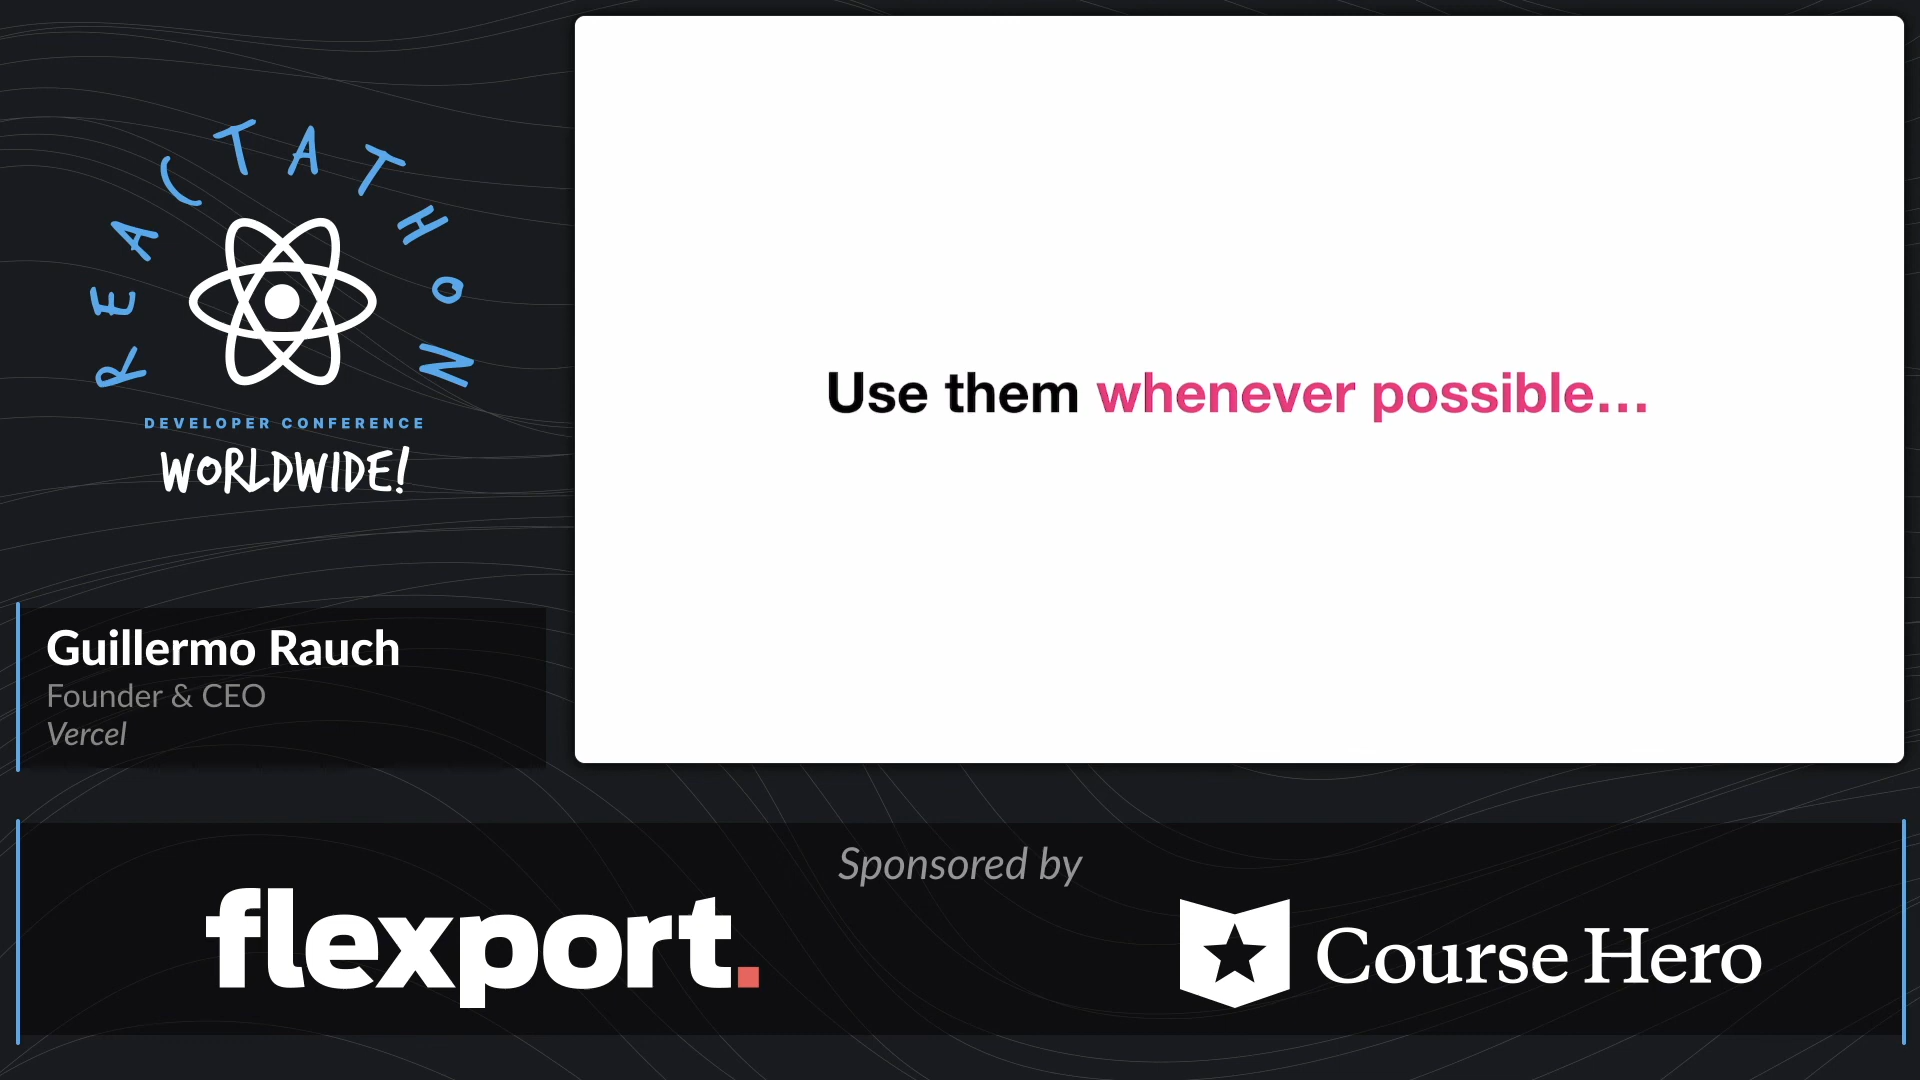 REACTATHON
DEVELOPER CONFERENCE
WORLDWIDE!
Use them whenever possible...
Guillermo Rauch
Founder & CEO
Vercel
Sponsored by
flexport.
Course Hero